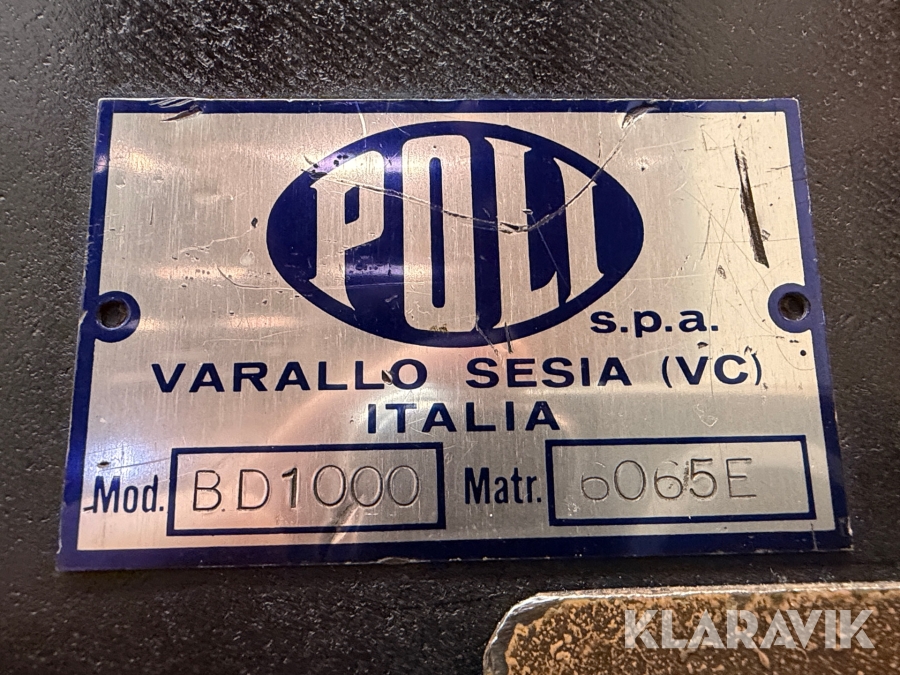 POLI
s.p.a.
VARALLO SESIA (VC)
ITALIA
Mod. B.D1000 Matr. 6065E
KLARAVIK